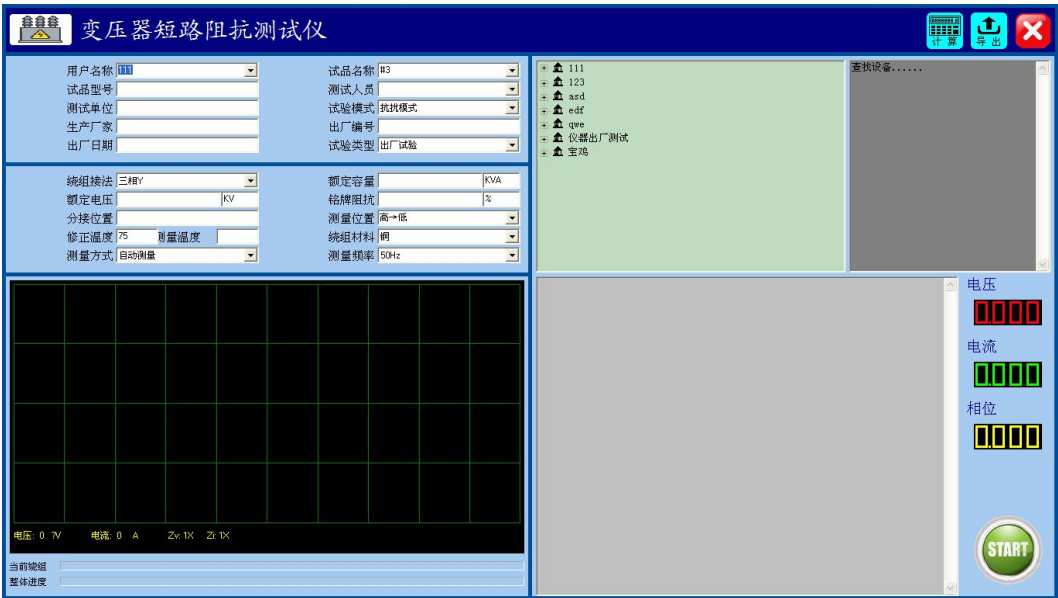 变压器短路阻抗测试仪
计算
导出
用户名称 111
试品名称 #3
试品型号
测试人员
测试单位
试验模式 抗扰模式
生产厂家
出厂编号
出厂日期
试验类型 出厂试验
绕组接法 三相Y
额定容量 KVA
额定电压 KV
铭牌阻抗 %
分接位置
测量位置 高→低
修正温度 75 测量温度
绕组材料 铜
测量方式 自动测量
测量频率 50Hz
111
123
asd
edf
qwe
仪器出厂测试
宝鸡
查找设备......
电压: 0 ?V 电流: 0 A Zv: 1X Zi: 1X
当前绕组
整体进度
电压
0.000
电流
0.000
相位
0.000
START